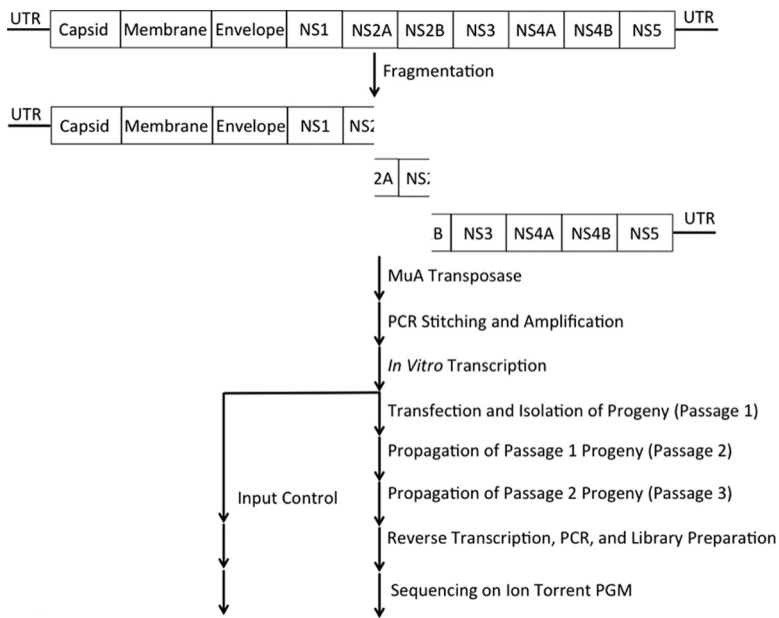 UTR Capsid Membrane Envelope NS1 NS2A NS2B NS3 NS4A NS4B NS5 UTR
Fragmentation
UTR Capsid Membrane Envelope NS1 NS2
2A NS2
B NS3 NS4A NS4B NS5 UTR
MuA Transposase
PCR Stitching and Amplification
In Vitro Transcription
Transfection and Isolation of Progeny (Passage 1)
Propagation of Passage 1 Progeny (Passage 2)
Input Control
Propagation of Passage 2 Progeny (Passage 3)
Reverse Transcription, PCR, and Library Preparation
Sequencing on Ion Torrent PGM